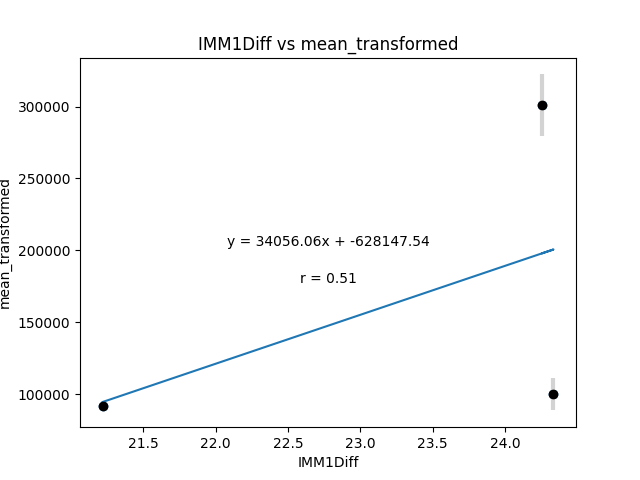 IMM1Diff vs mean_transformed
mean_transformed
300000
250000
200000
150000
100000
y = 34056.06x + -628147.54
r = 0.51
21.5 22.0 22.5 23.0 23.5 24.0
IMM1Diff